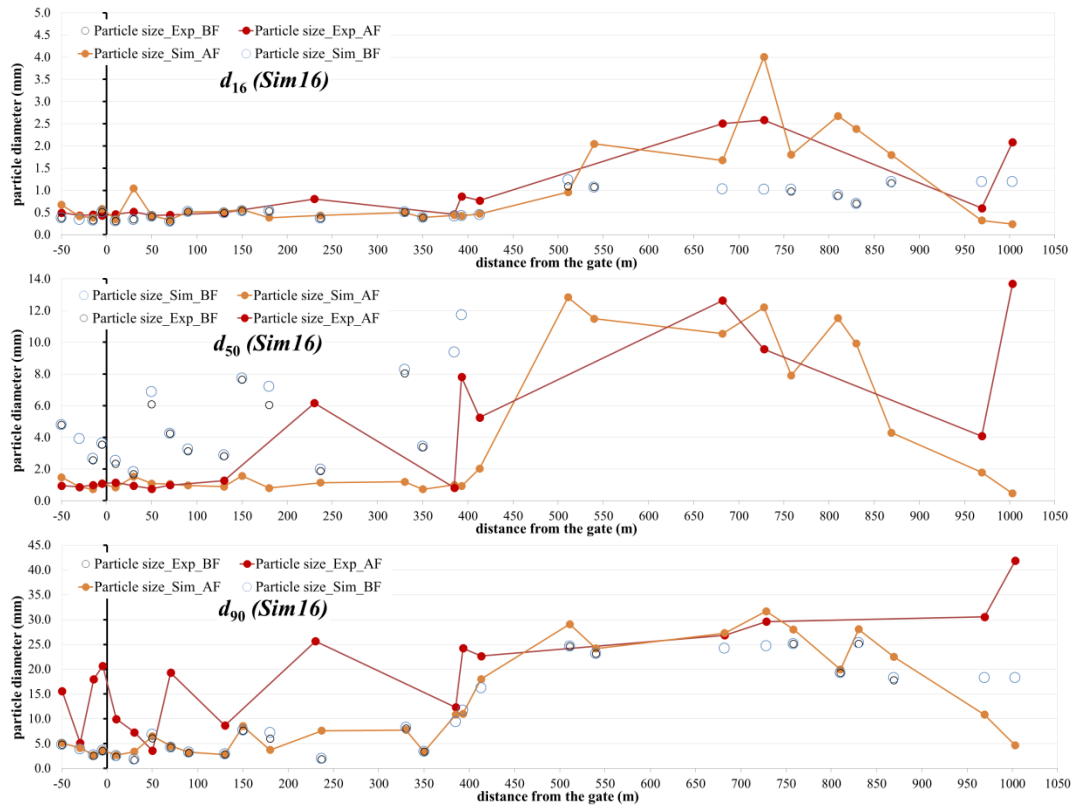 5.0
4.5
4.0
3.5
3.0
2.5
2.0
1.5
1.0
0.5
0.0
particle diameter (mm)
Particle size_Exp_BF Particle size_Exp_AF
Particle size_Sim_AF Particle size_Sim_BF
d16 (Sim16)
-50 0 50 100 150 200 250 300 350 400 450 500 550 600 650 700 750 800 850 900 950 1000 1050
distance from the gate (m)
14.0
12.0
10.0
8.0
6.0
4.0
2.0
0.0
particle diameter (mm)
Particle size_Sim_BF Particle size_Sim_AF
Particle size_Exp_BF Particle size_Exp_AF
d50 (Sim16)
-50 0 50 100 150 200 250 300 350 400 450 500 550 600 650 700 750 800 850 900 950 1000 1050
distance from the gate (m)
45.0
40.0
35.0
30.0
25.0
20.0
15.0
10.0
5.0
0.0
particle diameter (mm)
Particle size_Exp_BF Particle size_Exp_AF
Particle size_Sim_AF Particle size_Sim_BF
d90 (Sim16)
-50 0 50 100 150 200 250 300 350 400 450 500 550 600 650 700 750 800 850 900 950 1000 1050
distance from the gate (m)